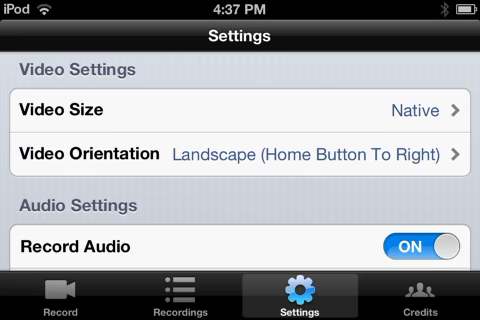 iPod 4:37 PM
Settings
Video Settings
Video Size Native
Video Orientation Landscape (Home Button To Right)
Audio Settings
Record Audio ON
Record Recordings Settings Credits